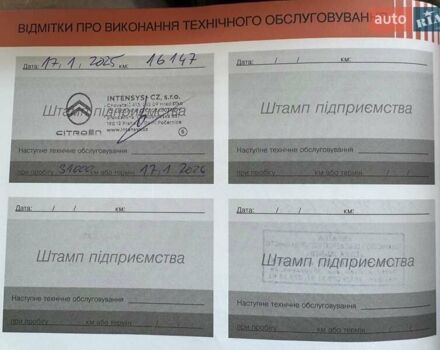 ВІДМІТКИ ПРО ВИКОНАННЯ ТЕХНІЧНОГО ОБСЛУГОВУВАН
auto RIA
Дата: 17, 1, 2025 км: 16147
Штамп підприємства
INTENSYS CZ, s.r.o.
CITROËN
Наступне технічне обслуговування
при пробігу 31000 км або термін 17.1 2026
Дата: / / км:
Штамп підприємства
Наступне технічне обслуговування
при пробігу км або термін / /
Дата: / / км:
Штамп підприємства
Наступне технічне обслуговування
при пробігу км або термін / /
Дата: / / км:
Штамп підприємства
Наступне технічне обслуговування
при пробігу км або термін / /